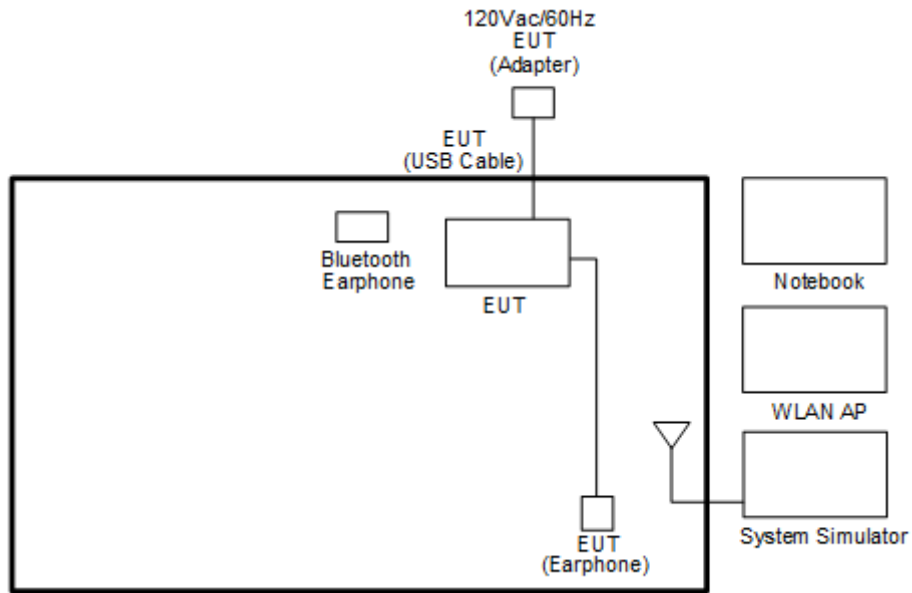 120Vac/60Hz
EUT
(Adapter)
EUT
(USB Cable)
Bluetooth
Earphone
EUT
Notebook
WLAN AP
System Simulator
EUT
(Earphone)